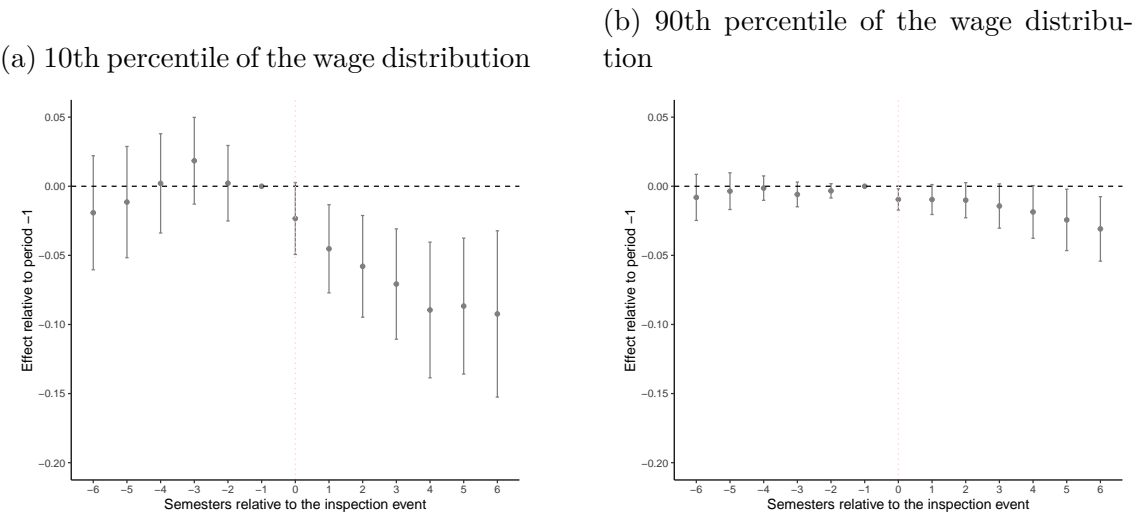 (a) 10th percentile of the wage distribution
0.05
0.00
−0.05
−0.10
−0.15
−0.20
Effect relative to period −1
−6 −5 −4 −3 −2 −1 0 1 2 3 4 5 6
Semesters relative to the inspection event
(b) 90th percentile of the wage distribu-
tion
0.05
0.00
−0.05
−0.10
−0.15
−0.20
Effect relative to period −1
−6 −5 −4 −3 −2 −1 0 1 2 3 4 5 6
Semesters relative to the inspection event